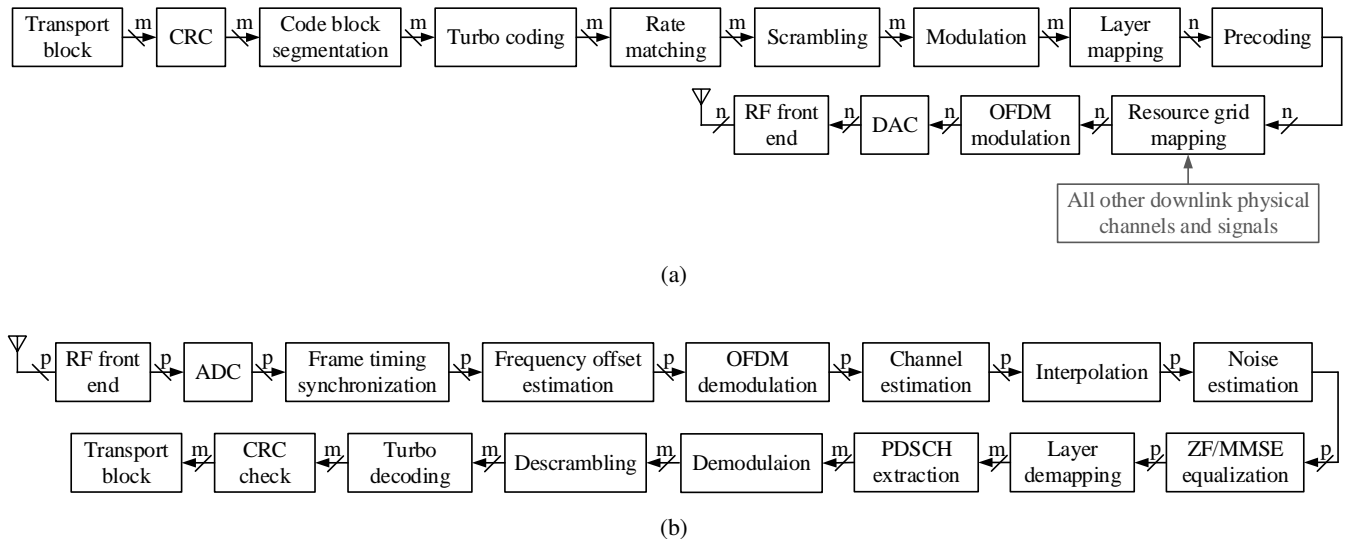 Transport block
m
CRC
m
Code block segmentation
m
Turbo coding
m
Rate matching
m
Scrambling
m
Modulation
m
Layer mapping
n
Precoding
n
Resource grid mapping
n
OFDM modulation
n
DAC
n
RF front end
n
All other downlink physical channels and signals
(a)
p
RF front end
p
ADC
p
Frame timing synchronization
p
Frequency offset estimation
p
OFDM demodulation
p
Channel estimation
p
Interpolation
p
Noise estimation
p
ZF/MMSE equalization
p
Layer demapping
m
PDSCH extraction
m
Demodulaion
m
Descrambling
m
Turbo decoding
m
CRC check
m
Transport block
(b)